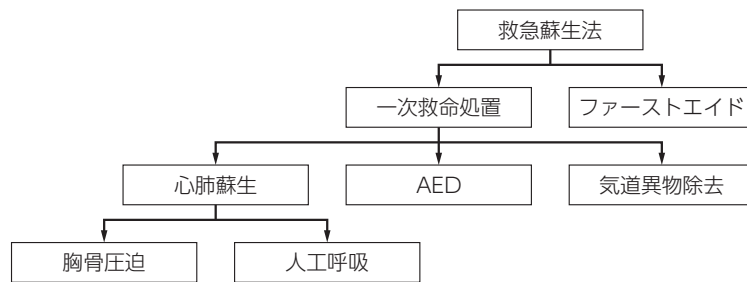 救急蘇生法
一次救命処置
ファーストエイド
心肺蘇生
AED
気道異物除去
胸骨圧迫
人工呼吸